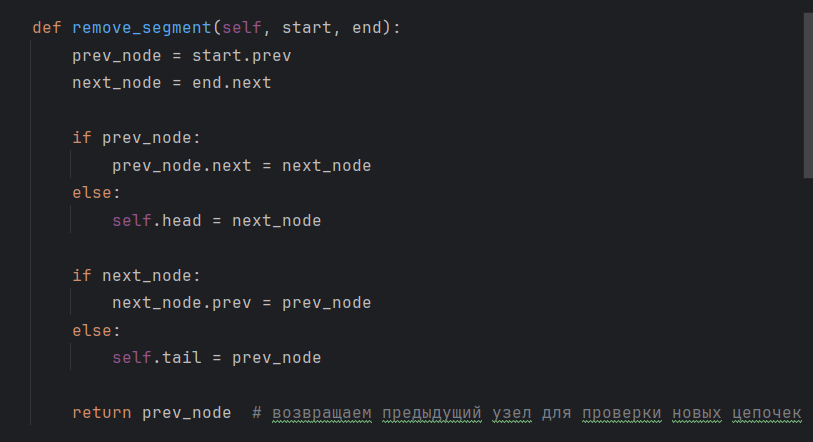 def remove_segment(self, start, end):
    prev_node = start.prev
    next_node = end.next

    if prev_node:
        prev_node.next = next_node
    else:
        self.head = next_node

    if next_node:
        next_node.prev = prev_node
    else:
        self.tail = prev_node

    return prev_node  # возвращаем предыдущий узел для проверки новых цепочек